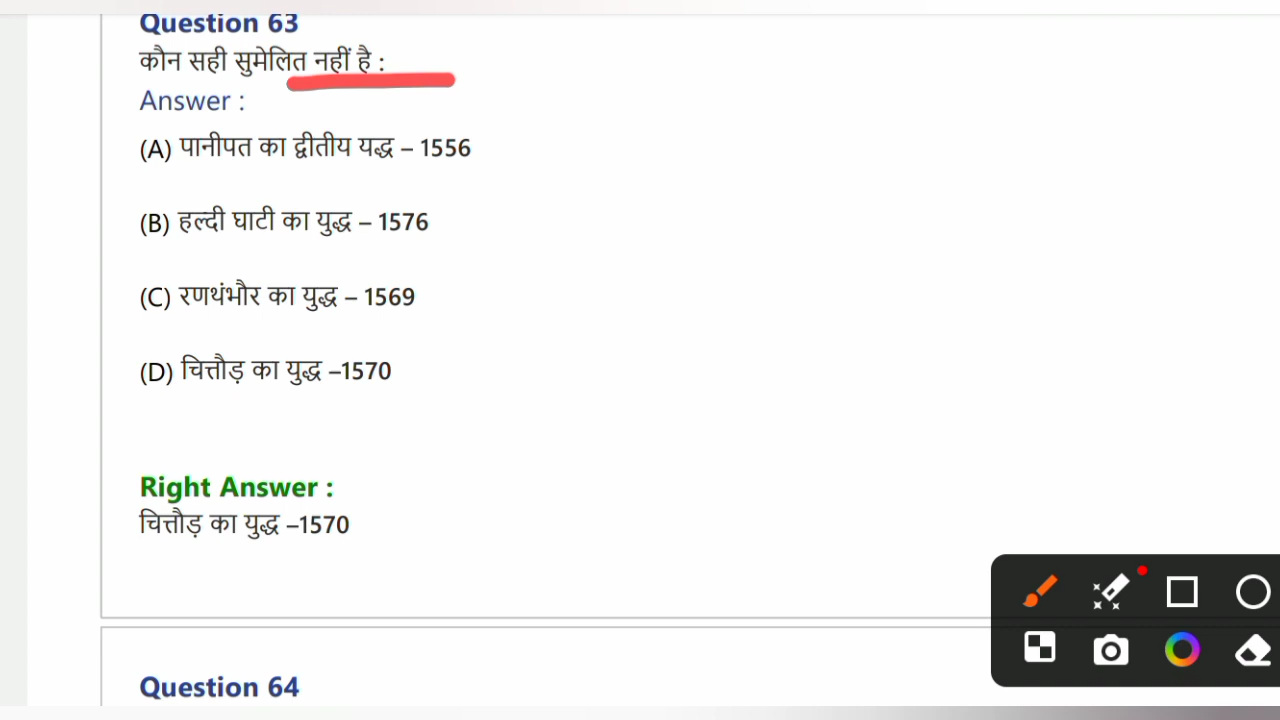 Question 63
कौन सही सुमेलित नहीं है :
Answer :
(A) पानीपत का द्वीतीय यद्ध – 1556
(B) हल्दी घाटी का युद्ध – 1576
(C) रणथंभौर का युद्ध – 1569
(D) चित्तौड़ का युद्ध –1570
Right Answer :
चित्तौड़ का युद्ध –1570
Question 64